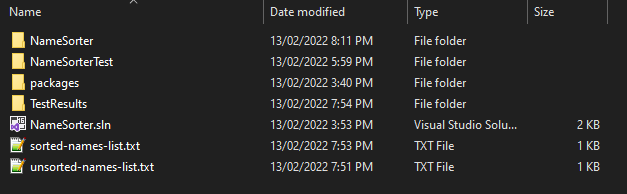 Name Date modified Type Size
NameSorter 13/02/2022 8:11 PM File folder
NameSorterTest 13/02/2022 5:59 PM File folder
packages 13/02/2022 3:40 PM File folder
TestResults 13/02/2022 7:54 PM File folder
NameSorter.sln 13/02/2022 3:53 PM Visual Studio Solu... 2 KB
sorted-names-list.txt 13/02/2022 7:53 PM TXT File 1 KB
unsorted-names-list.txt 13/02/2022 7:51 PM TXT File 1 KB